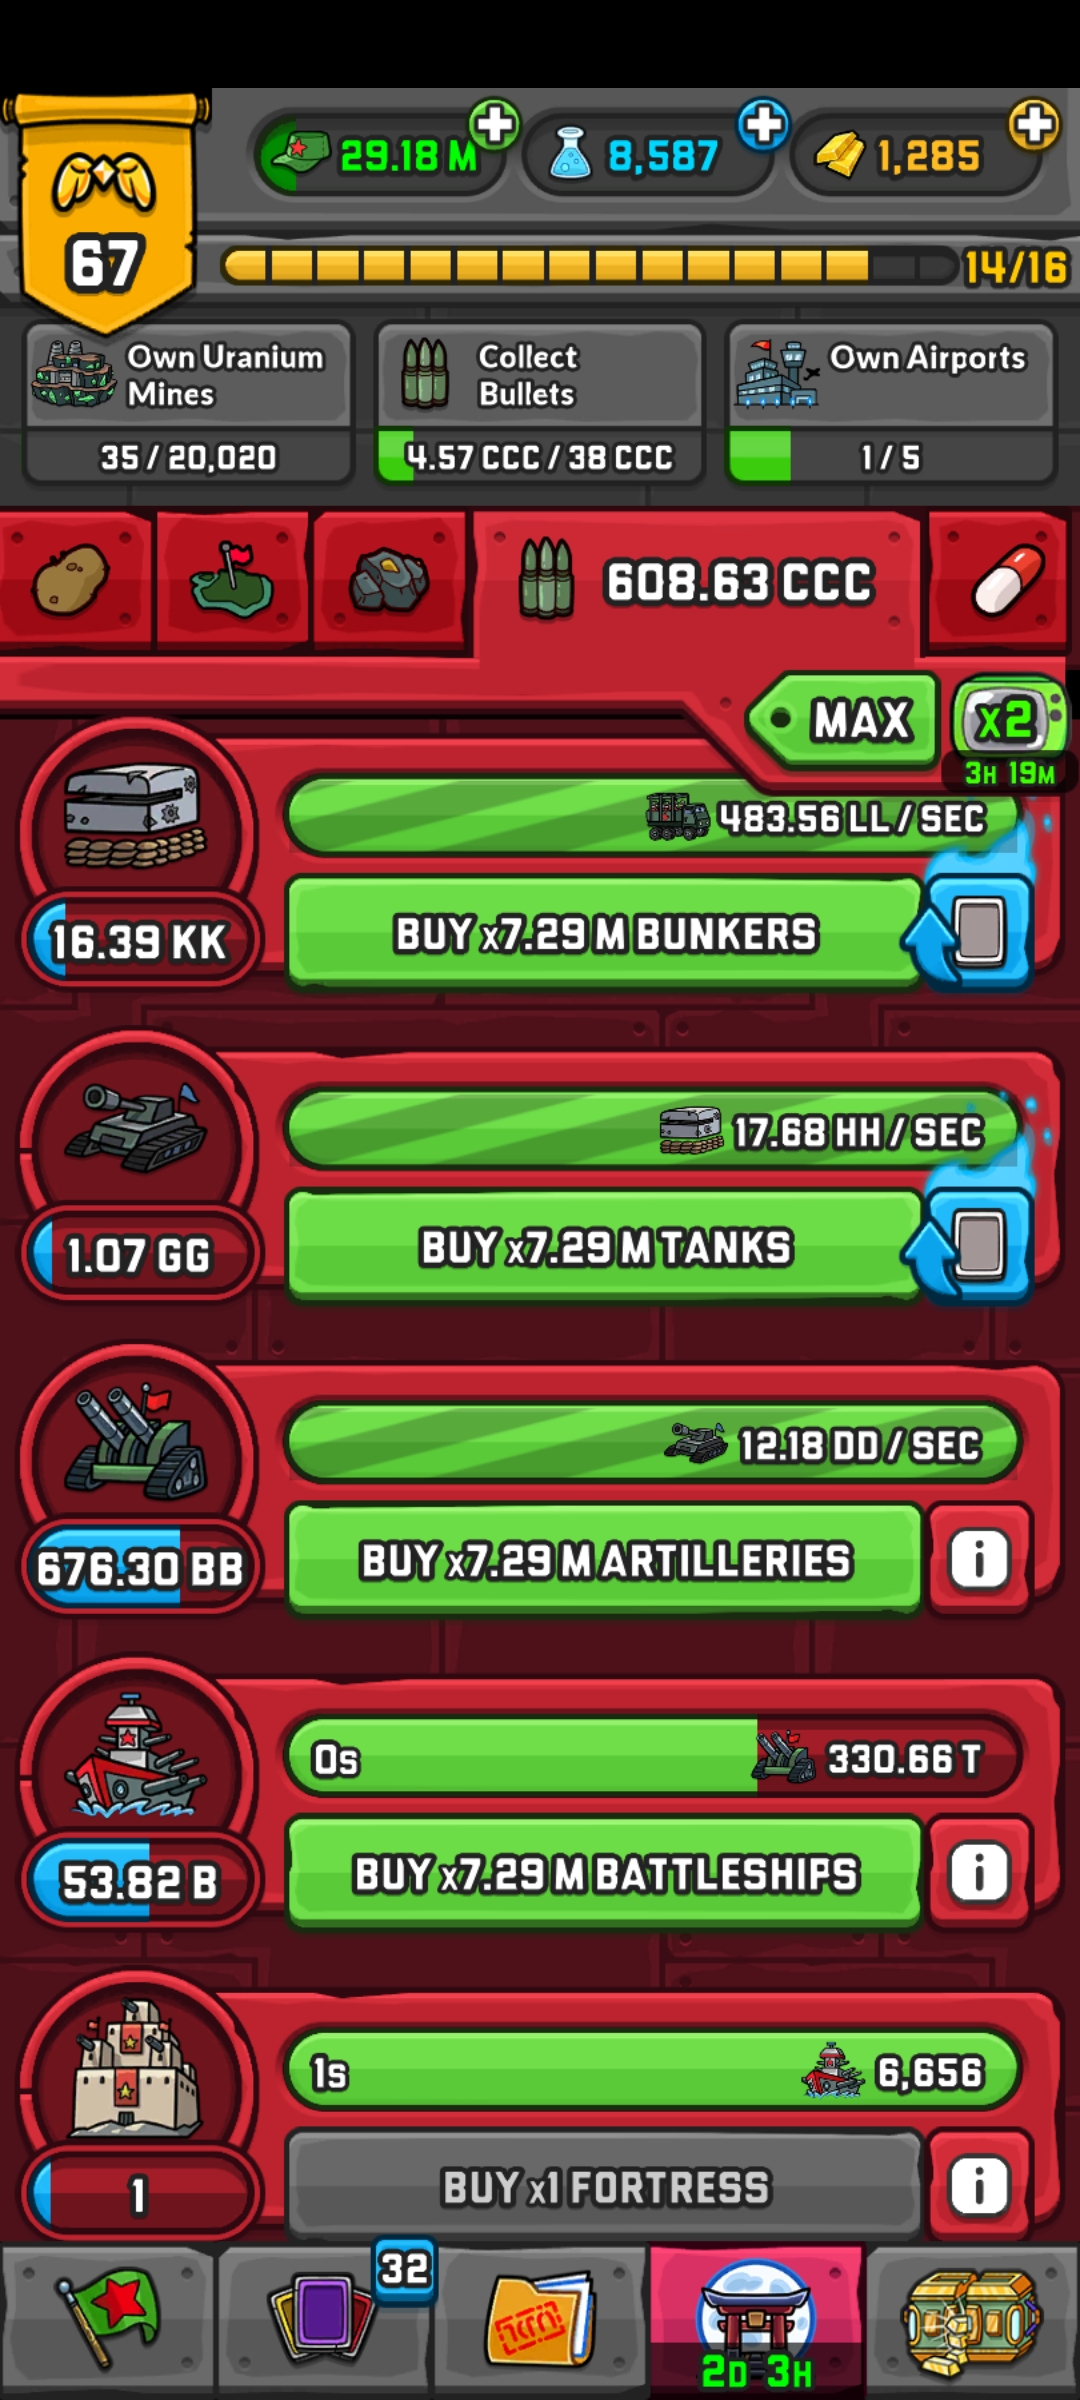 67
29.18 M
8,587
1,285
14/16
Own Uranium
Mines
35 / 20,020
Collect
Bullets
4.57 CCC / 38 CCC
Own Airports
1 / 5
608.63 CCC
MAX
x2
3H 19M
483.56 LL / SEC
16.39 KK
BUY x7.29 M BUNKERS
17.68 HH / SEC
1.07 GG
BUY x7.29 M TANKS
12.18 DD / SEC
676.30 BB
BUY x7.29 M ARTILLERIES
0s
330.66 T
53.82 B
BUY x7.29 M BATTLESHIPS
1s
6,656
1
BUY x1 FORTRESS
32
2D 3H